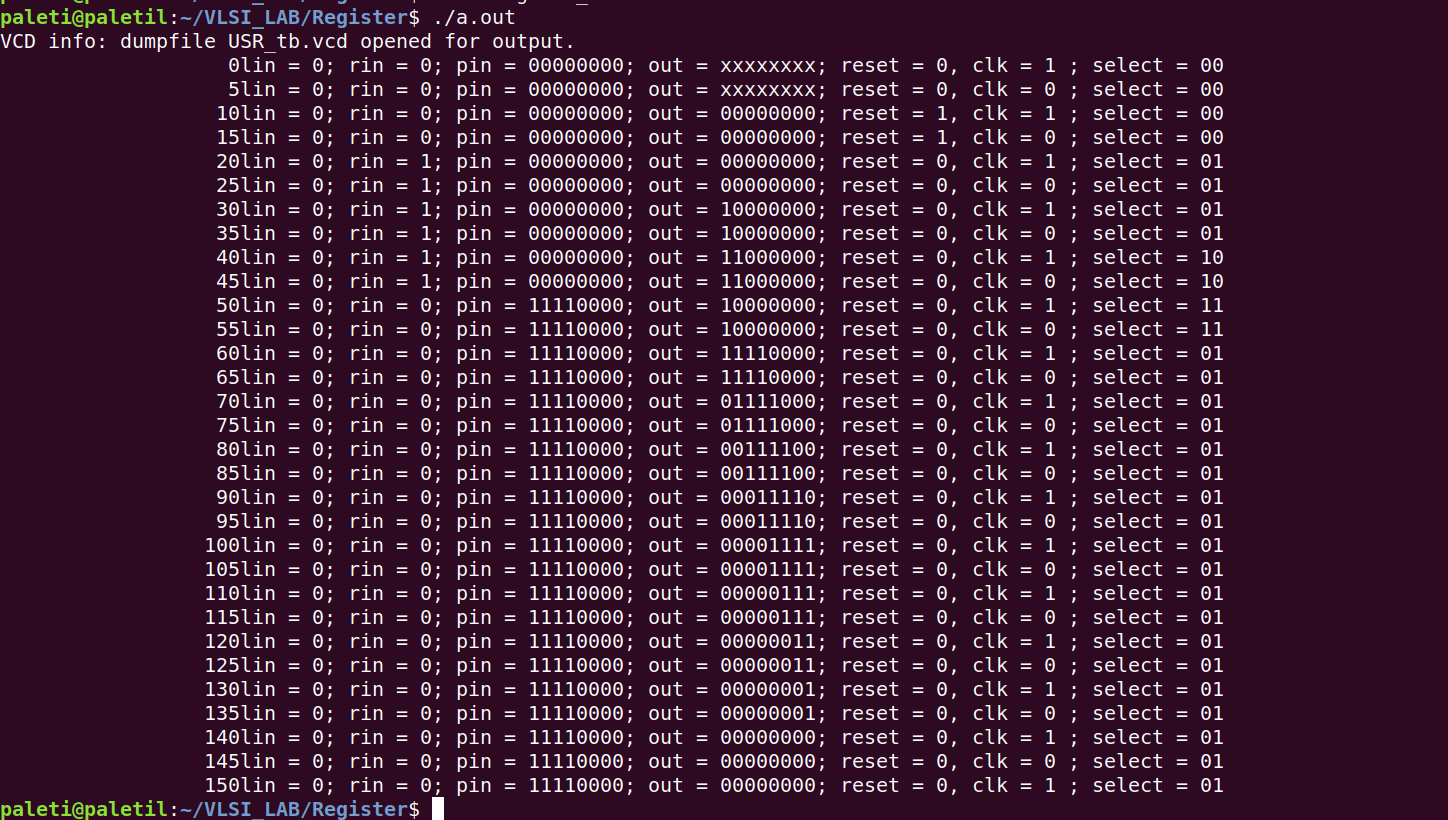 paleti@paletil:~/VLSI_LAB/Register$ ./a.out
VCD info: dumpfile USR_tb.vcd opened for output.
0lin = 0; rin = 0; pin = 00000000; out = xxxxxxxx; reset = 0, clk = 1 ; select = 00
5lin = 0; rin = 0; pin = 00000000; out = xxxxxxxx; reset = 0, clk = 0 ; select = 00
10lin = 0; rin = 0; pin = 00000000; out = 00000000; reset = 1, clk = 1 ; select = 00
15lin = 0; rin = 0; pin = 00000000; out = 00000000; reset = 1, clk = 0 ; select = 00
20lin = 0; rin = 1; pin = 00000000; out = 00000000; reset = 0, clk = 1 ; select = 01
25lin = 0; rin = 1; pin = 00000000; out = 00000000; reset = 0, clk = 0 ; select = 01
30lin = 0; rin = 1; pin = 00000000; out = 10000000; reset = 0, clk = 1 ; select = 01
35lin = 0; rin = 1; pin = 00000000; out = 10000000; reset = 0, clk = 0 ; select = 01
40lin = 0; rin = 1; pin = 00000000; out = 11000000; reset = 0, clk = 1 ; select = 10
45lin = 0; rin = 1; pin = 00000000; out = 11000000; reset = 0, clk = 0 ; select = 10
50lin = 0; rin = 0; pin = 11110000; out = 10000000; reset = 0, clk = 1 ; select = 11
55lin = 0; rin = 0; pin = 11110000; out = 10000000; reset = 0, clk = 0 ; select = 11
60lin = 0; rin = 0; pin = 11110000; out = 11110000; reset = 0, clk = 1 ; select = 01
65lin = 0; rin = 0; pin = 11110000; out = 11110000; reset = 0, clk = 0 ; select = 01
70lin = 0; rin = 0; pin = 11110000; out = 01111000; reset = 0, clk = 1 ; select = 01
75lin = 0; rin = 0; pin = 11110000; out = 01111000; reset = 0, clk = 0 ; select = 01
80lin = 0; rin = 0; pin = 11110000; out = 00111100; reset = 0, clk = 1 ; select = 01
85lin = 0; rin = 0; pin = 11110000; out = 00111100; reset = 0, clk = 0 ; select = 01
90lin = 0; rin = 0; pin = 11110000; out = 00011110; reset = 0, clk = 1 ; select = 01
95lin = 0; rin = 0; pin = 11110000; out = 00011110; reset = 0, clk = 0 ; select = 01
100lin = 0; rin = 0; pin = 11110000; out = 00001111; reset = 0, clk = 1 ; select = 01
105lin = 0; rin = 0; pin = 11110000; out = 00001111; reset = 0, clk = 0 ; select = 01
110lin = 0; rin = 0; pin = 11110000; out = 00000111; reset = 0, clk = 1 ; select = 01
115lin = 0; rin = 0; pin = 11110000; out = 00000111; reset = 0, clk = 0 ; select = 01
120lin = 0; rin = 0; pin = 11110000; out = 00000011; reset = 0, clk = 1 ; select = 01
125lin = 0; rin = 0; pin = 11110000; out = 00000011; reset = 0, clk = 0 ; select = 01
130lin = 0; rin = 0; pin = 11110000; out = 00000001; reset = 0, clk = 1 ; select = 01
135lin = 0; rin = 0; pin = 11110000; out = 00000001; reset = 0, clk = 0 ; select = 01
140lin = 0; rin = 0; pin = 11110000; out = 00000000; reset = 0, clk = 1 ; select = 01
145lin = 0; rin = 0; pin = 11110000; out = 00000000; reset = 0, clk = 0 ; select = 01
150lin = 0; rin = 0; pin = 11110000; out = 00000000; reset = 0, clk = 1 ; select = 01
paleti@paletil:~/VLSI_LAB/Register$